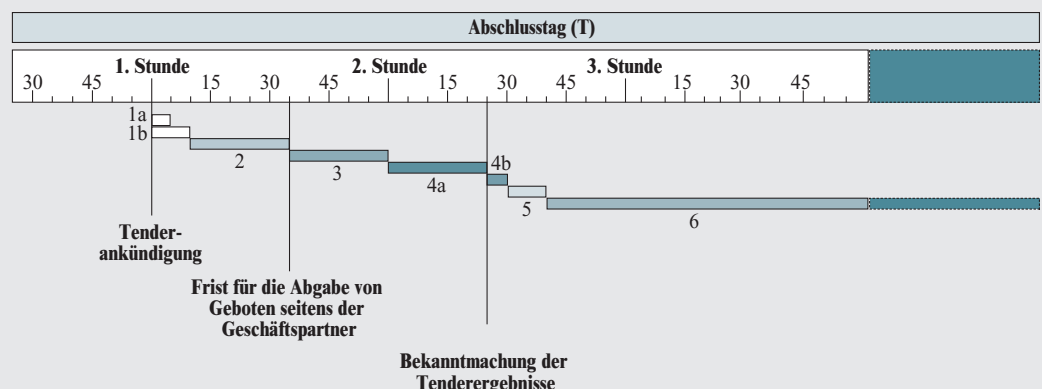 Abschlusstag (T)
1. Stunde 2. Stunde 3. Stunde
30 45 15 30 45 15 30 45 15 30 45
1a
1b
2
3
4a
4b
5
6
Tender-
ankündigung
Frist für die Abgabe von
Geboten seitens der
Geschäftspartner
Bekanntmachung der
Tenderergebnisse